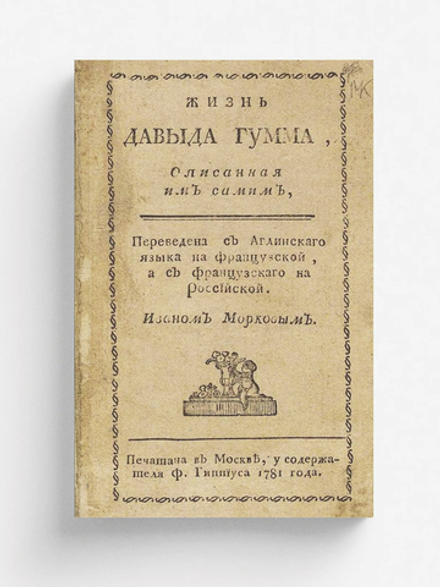 ЖИЗНЬ
ДАВЫДА ГУММА ,
Описанная
имЪ самимЪ,
Переведена съ Аглинскаго
языка на французской ,
а съ французскаго на
Россійской.
ИваномЪ МорковымЪ.
Печатана въ Москвѣ, у содержа-
теля Ф. Гиппіуса 1781 года.